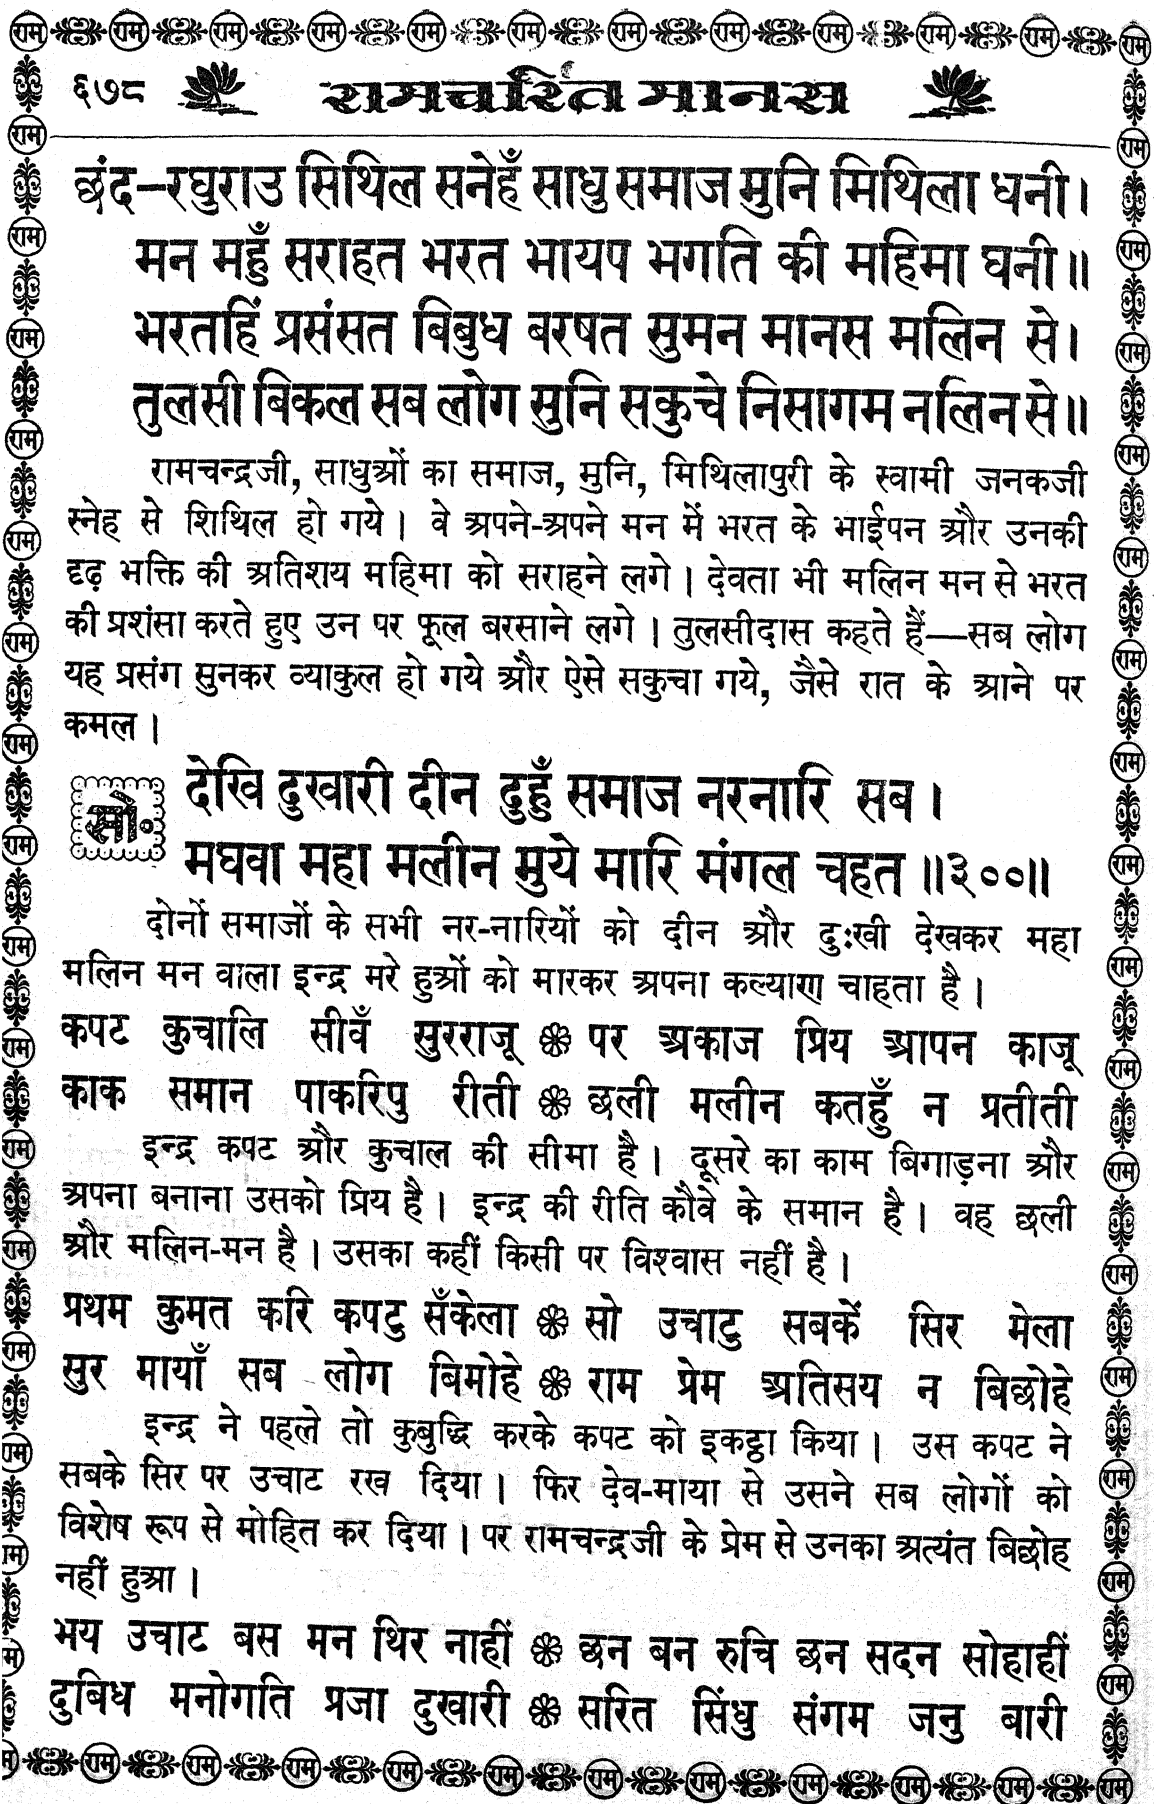 ६७८ रामचरित मानस
छंद–रघुराउ सिथिल सनेहँ साधु समाज मुनि मिथिला धनी।
मन महुँ सराहत भरत भायप भगति की महिमा घनी॥
भरतहिं प्रसंसत बिबुध बरषत सुमन मानस मलिन से।
तुलसी बिकल सब लोग सुनि सकुचे निसागम नलिन से॥
रामचन्द्रजी, साधुओं का समाज, मुनि, मिथिलापुरी के स्वामी जनकजी
स्नेह से शिथिल हो गये। वे अपने-अपने मन में भरत के भाईपन और उनकी
दृढ़ भक्ति की अतिशय महिमा को सराहने लगे। देवता भी मलिन मन से भरत
की प्रशंसा करते हुए उन पर फूल बरसाने लगे। तुलसीदास कहते हैं—सब लोग
यह प्रसंग सुनकर व्याकुल हो गये और ऐसे सकुचा गये, जैसे रात के आने पर
कमल।
सो॰ देखि दुखारी दीन दुहुँ समाज नरनारि सब।
मघवा महा मलीन मुये मारि मंगल चहत॥३००॥
दोनों समाजों के सभी नर-नारियों को दीन और दुःखी देखकर महा
मलिन मन वाला इन्द्र मरे हुओं को मारकर अपना कल्याण चाहता है।
कपट कुचालि सीवँ सुरराजू ❀ पर अकाज प्रिय आपन काजू
काक समान पाकरिपु रीती ❀ छली मलीन कतहुँ न प्रतीती
इन्द्र कपट और कुचाल की सीमा है। दूसरे का काम बिगाड़ना और
अपना बनाना उसको प्रिय है। इन्द्र की रीति कौवे के समान है। वह छली
और मलिन-मन है। उसका कहीं किसी पर विश्वास नहीं है।
प्रथम कुमत करि कपटु सँकेला ❀ सो उचाटु सबकें सिर मेला
सुर मायाँ सब लोग बिमोहे ❀ राम प्रेम अतिसय न बिछोहे
इन्द्र ने पहले तो कुबुद्धि करके कपट को इकट्ठा किया। उस कपट ने
सबके सिर पर उचाट रख दिया। फिर देव-माया से उसने सब लोगों को
विशेष रूप से मोहित कर दिया। पर रामचन्द्रजी के प्रेम से उनका अत्यंत बिछोह
नहीं हुआ।
भय उचाट बस मन थिर नाहीं ❀ छन बन रुचि छन सदन सोहाहीं
दुबिध मनोगति प्रजा दुखारी ❀ सरित सिंधु संगम जनु बारी